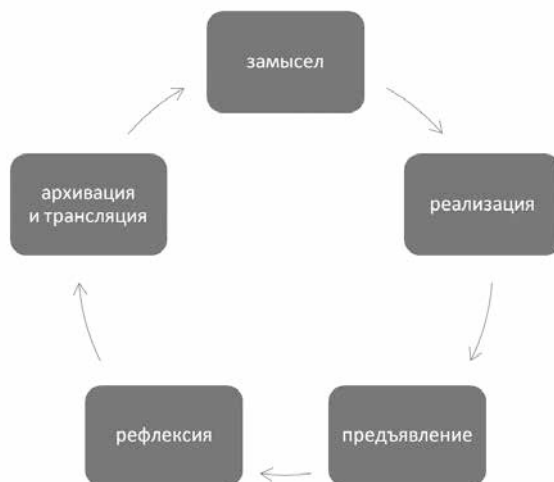 замысел
реализация
предъявление
рефлексия
архивация
и трансляция